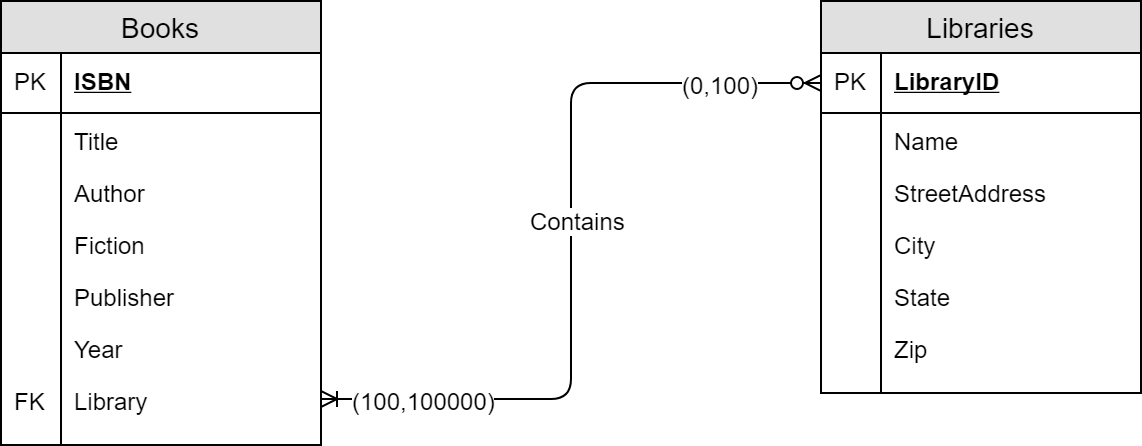 Books
PK ISBN
Title
Author
Fiction
Publisher
Year
FK Library
(100,100000)
Contains
(0,100)
Libraries
PK LibraryID
Name
StreetAddress
City
State
Zip